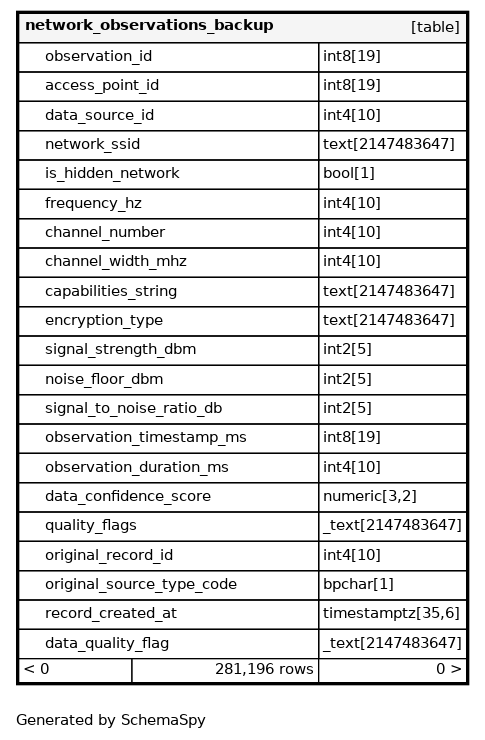 network_observations_backup [table]
observation_id int8[19]
access_point_id int8[19]
data_source_id int4[10]
network_ssid text[2147483647]
is_hidden_network bool[1]
frequency_hz int4[10]
channel_number int4[10]
channel_width_mhz int4[10]
capabilities_string text[2147483647]
encryption_type text[2147483647]
signal_strength_dbm int2[5]
noise_floor_dbm int2[5]
signal_to_noise_ratio_db int2[5]
observation_timestamp_ms int8[19]
observation_duration_ms int4[10]
data_confidence_score numeric[3,2]
quality_flags _text[2147483647]
original_record_id int4[10]
original_source_type_code bpchar[1]
record_created_at timestamptz[35,6]
data_quality_flag _text[2147483647]
< 0 281,196 rows 0 >
Generated by SchemaSpy